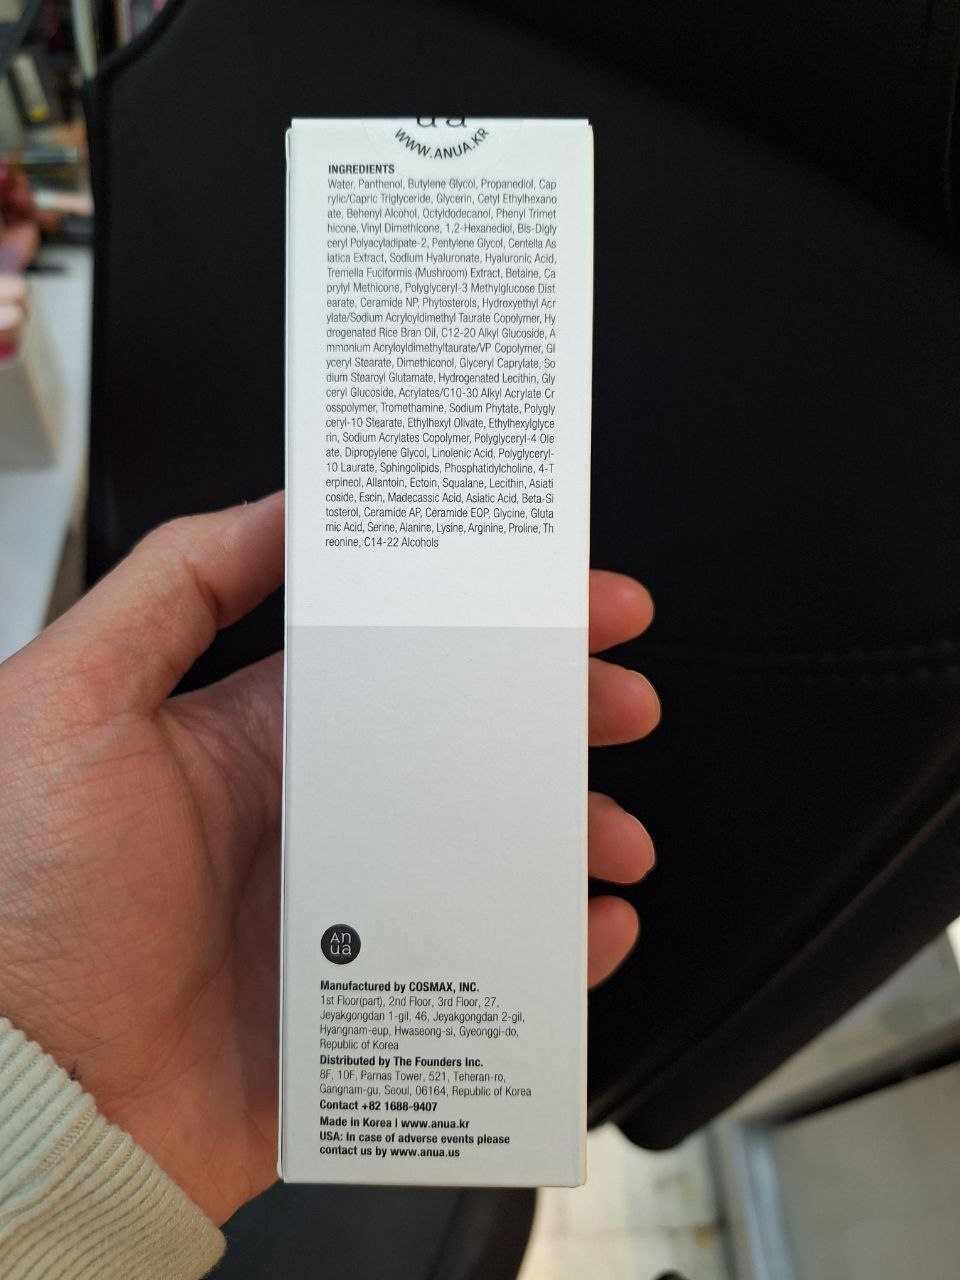 ua
WWW.ANUA.KR
INGREDIENTS
Water, Panthenol, Butylene Glycol, Propanediol, Cap
rylic/Capric Triglyceride, Glycerin, Cetyl Ethylhexano
ate, Behenyl Alcohol, Octyldodecanol, Phenyl Trimet
hicone, Vinyl Dimethicone, 1,2-Hexanediol, Bis-Digly
ceryl Polyacyladipate-2, Pentylene Glycol, Centella As
iatica Extract, Sodium Hyaluronate, Hyaluronic Acid,
Tremella Fuciformis (Mushroom) Extract, Betaine, Ca
prylyl Methicone, Polyglyceryl-3 Methylglucose Dist
earate, Ceramide NP, Phytosterols, Hydroxyethyl Acr
ylate/Sodium Acryloyldimethyl Taurate Copolymer, Hy
drogenated Rice Bran Oil, C12-20 Alkyl Glucoside, A
mmonium Acryloyldimethyltaurate/VP Copolymer, Gl
yceryl Stearate, Dimethiconol, Glyceryl Caprylate, So
dium Stearoyl Glutamate, Hydrogenated Lecithin, Gly
ceryl Glucoside, Acrylates/C10-30 Alkyl Acrylate Cr
osspolymer, Tromethamine, Sodium Phytate, Polygly
ceryl-10 Stearate, Ethylhexyl Olivate, Ethylhexylglyce
rin, Sodium Acrylates Copolymer, Polyglyceryl-4 Ole
ate, Dipropylene Glycol, Linolenic Acid, Polyglyceryl-
10 Laurate, Sphingolipids, Phosphatidylcholine, 4-T
erpineol, Allantoin, Ectoin, Squalane, Lecithin, Asiati
coside, Escin, Madecassic Acid, Asiatic Acid, Beta-Si
tosterol, Ceramide AP, Ceramide EOP, Glycine, Gluta
mic Acid, Serine, Alanine, Lysine, Arginine, Proline, Th
reonine, C14-22 Alcohols
An
ua
Manufactured by COSMAX, INC.
1st Floor(part), 2nd Floor, 3rd Floor, 27,
Jeyakgongdan 1-gil, 46, Jeyakgongdan 2-gil,
Hyangnam-eup, Hwaseong-si, Gyeonggi-do,
Republic of Korea
Distributed by The Founders Inc.
8F, 10F, Parnas Tower, 521, Teheran-ro,
Gangnam-gu, Seoul, 06164, Republic of Korea
Contact +82 1688-9407
Made in Korea | www.anua.kr
USA: In case of adverse events please
contact us by www.anua.us